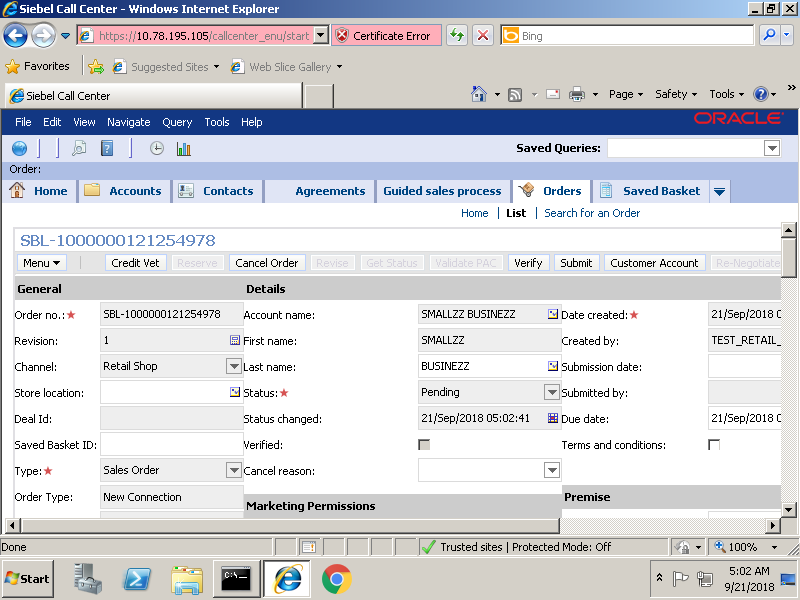 Siebel Call Center - Windows Internet Explorer
https://10.78.195.105/callcenter_enu/start
Certificate Error
Bing
Favorites
Suggested Sites
Web Slice Gallery
Siebel Call Center
Page
Safety
Tools
»
File Edit View Navigate Query Tools Help
ORACLE
Saved Queries:
Order:
Home
Accounts
Contacts
Agreements
Guided sales process
Orders
Saved Basket
Home | List | Search for an Order
SBL-1000000121254978
Menu Credit Vet Reserve Cancel Order Revise Get Status Validate PAC Verify Submit Customer Account Re-Negotiate
General Details
Order no.:* SBL-1000000121254978 Account name: SMALLZZ BUSINEZZ Date created:* 21/Sep/2018 0
Revision: 1 First name: SMALLZZ Created by: TEST_RETAIL_
Channel: Retail Shop Last name: BUSINEZZ Submission date:
Store location: Status:* Pending Submitted by:
Deal Id: Status changed: 21/Sep/2018 05:02:41 Due date: 21/Sep/2018 0
Saved Basket ID: Verified: Terms and conditions:
Type:* Sales Order Cancel reason:
Order Type: New Connection
Marketing Permissions Premise
Done
Trusted sites | Protected Mode: Off
100%
Start
C:\
5:02 AM
9/21/2018